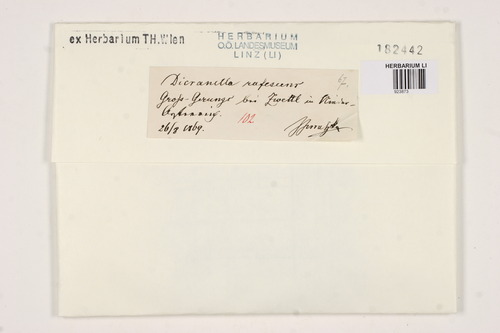 ex Herbarium TH.Wien
HERBARIUM
O.Ö. LANDESMUSEUM
LINZ (LI)
182442
HERBARIUM LI
Dicranella rufescens
Groß-Gerungs bei Zwettl in Nieder-
Österreich.
26/8 1869.
102